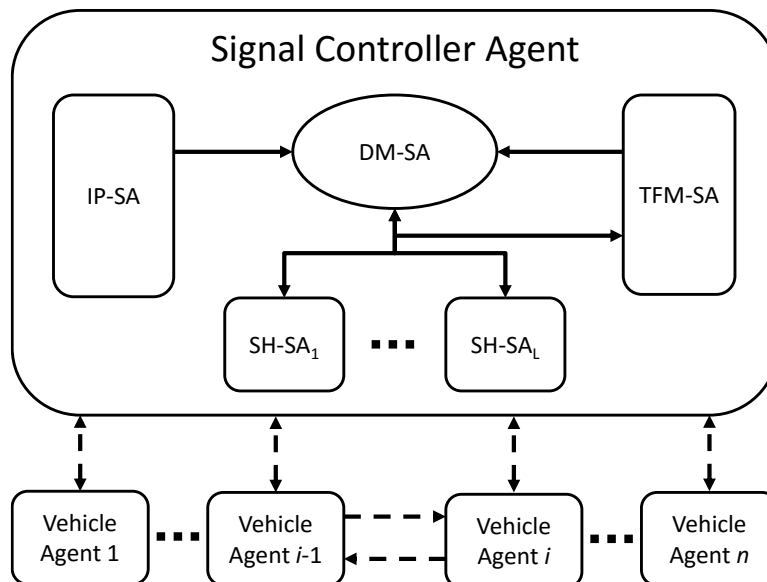 Signal Controller Agent
IP-SA
DM-SA
TFM-SA
SH-SA₁
SH-SA_L
Vehicle
Agent 1
Vehicle
Agent i-1
Vehicle
Agent i
Vehicle
Agent n